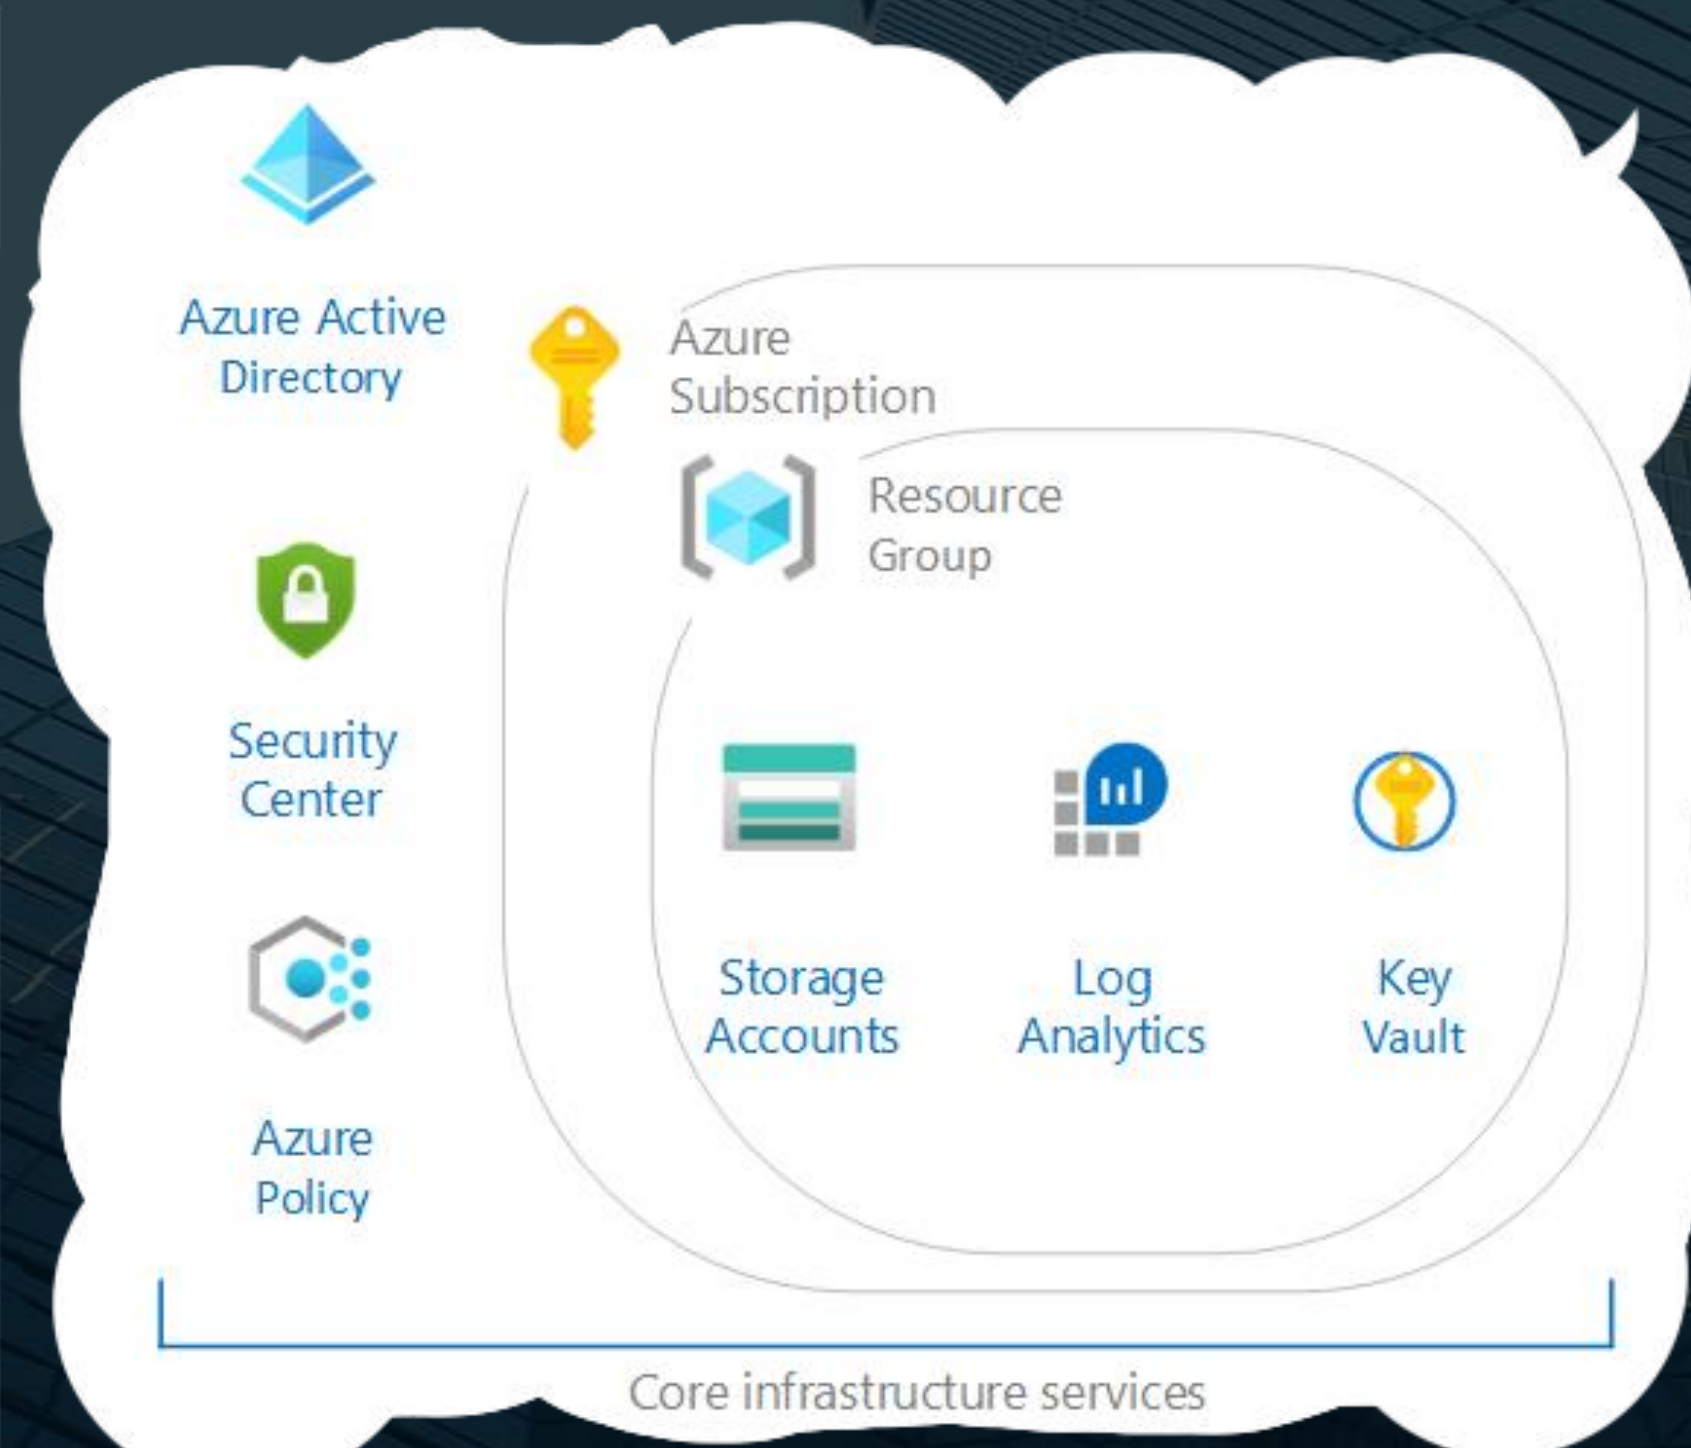 Azure Active
Directory
Azure
Subscription
Resource
Group
Security
Center
Storage
Accounts
Log
Analytics
Key
Vault
Azure
Policy
Core infrastructure services